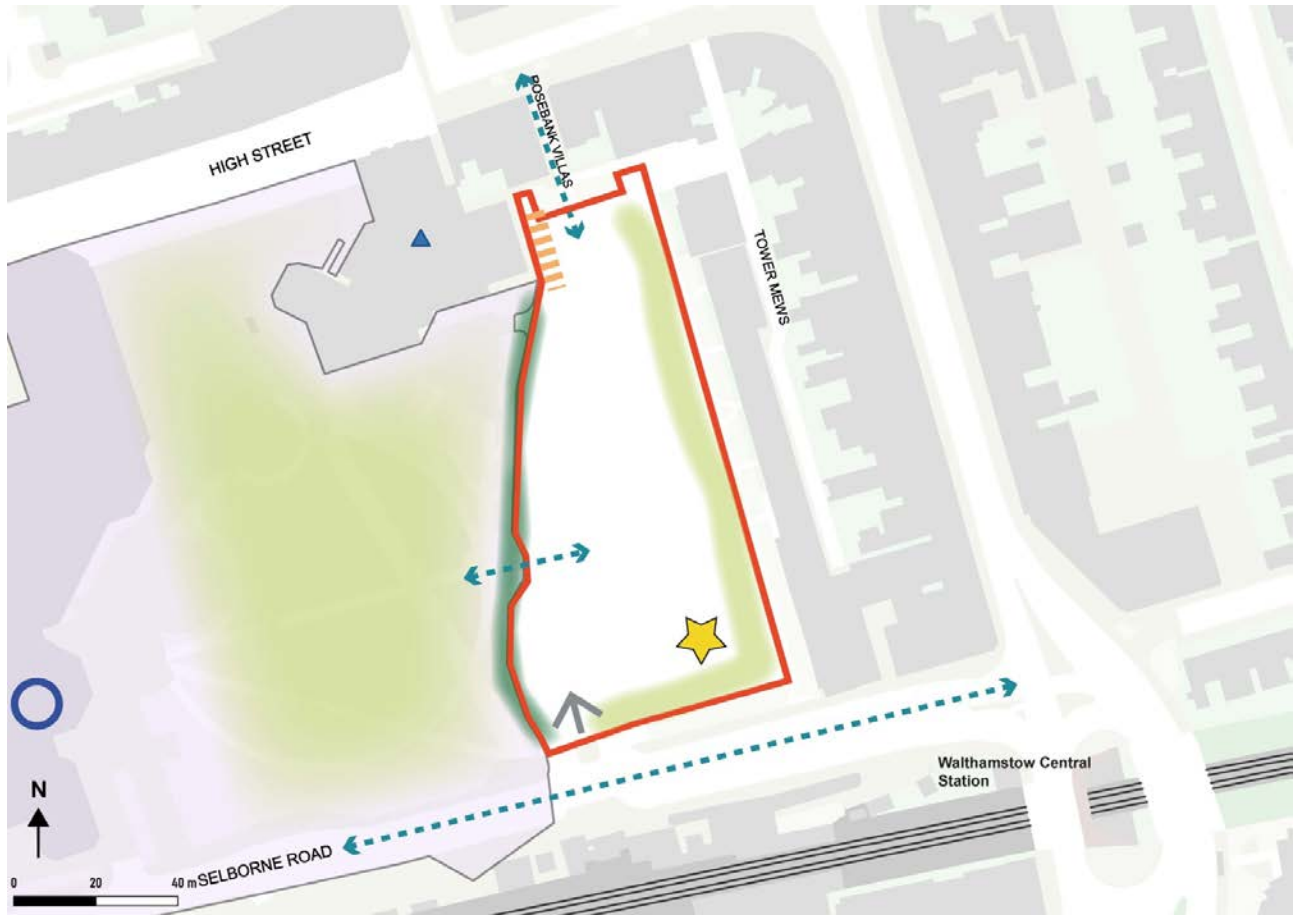 ROSEBANK VILLAS
HIGH STREET
TOWER MEWS
Walthamstow Central
Station
N
SELBORNE ROAD
0 20 40 m